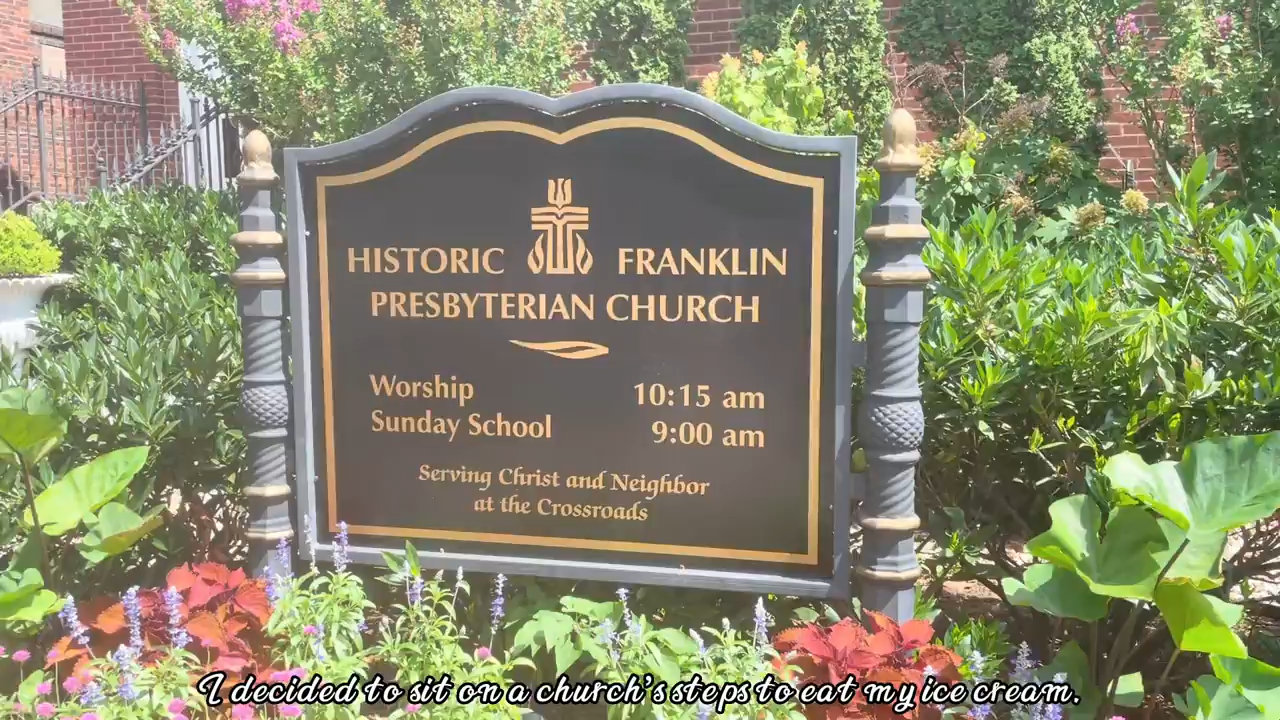 HISTORIC FRANKLIN
PRESBYTERIAN CHURCH
Worship 10:15 am
Sunday School 9:00 am
Serving Christ and Neighbor
at the Crossroads
I decided to sit on a church's steps to eat my ice cream.